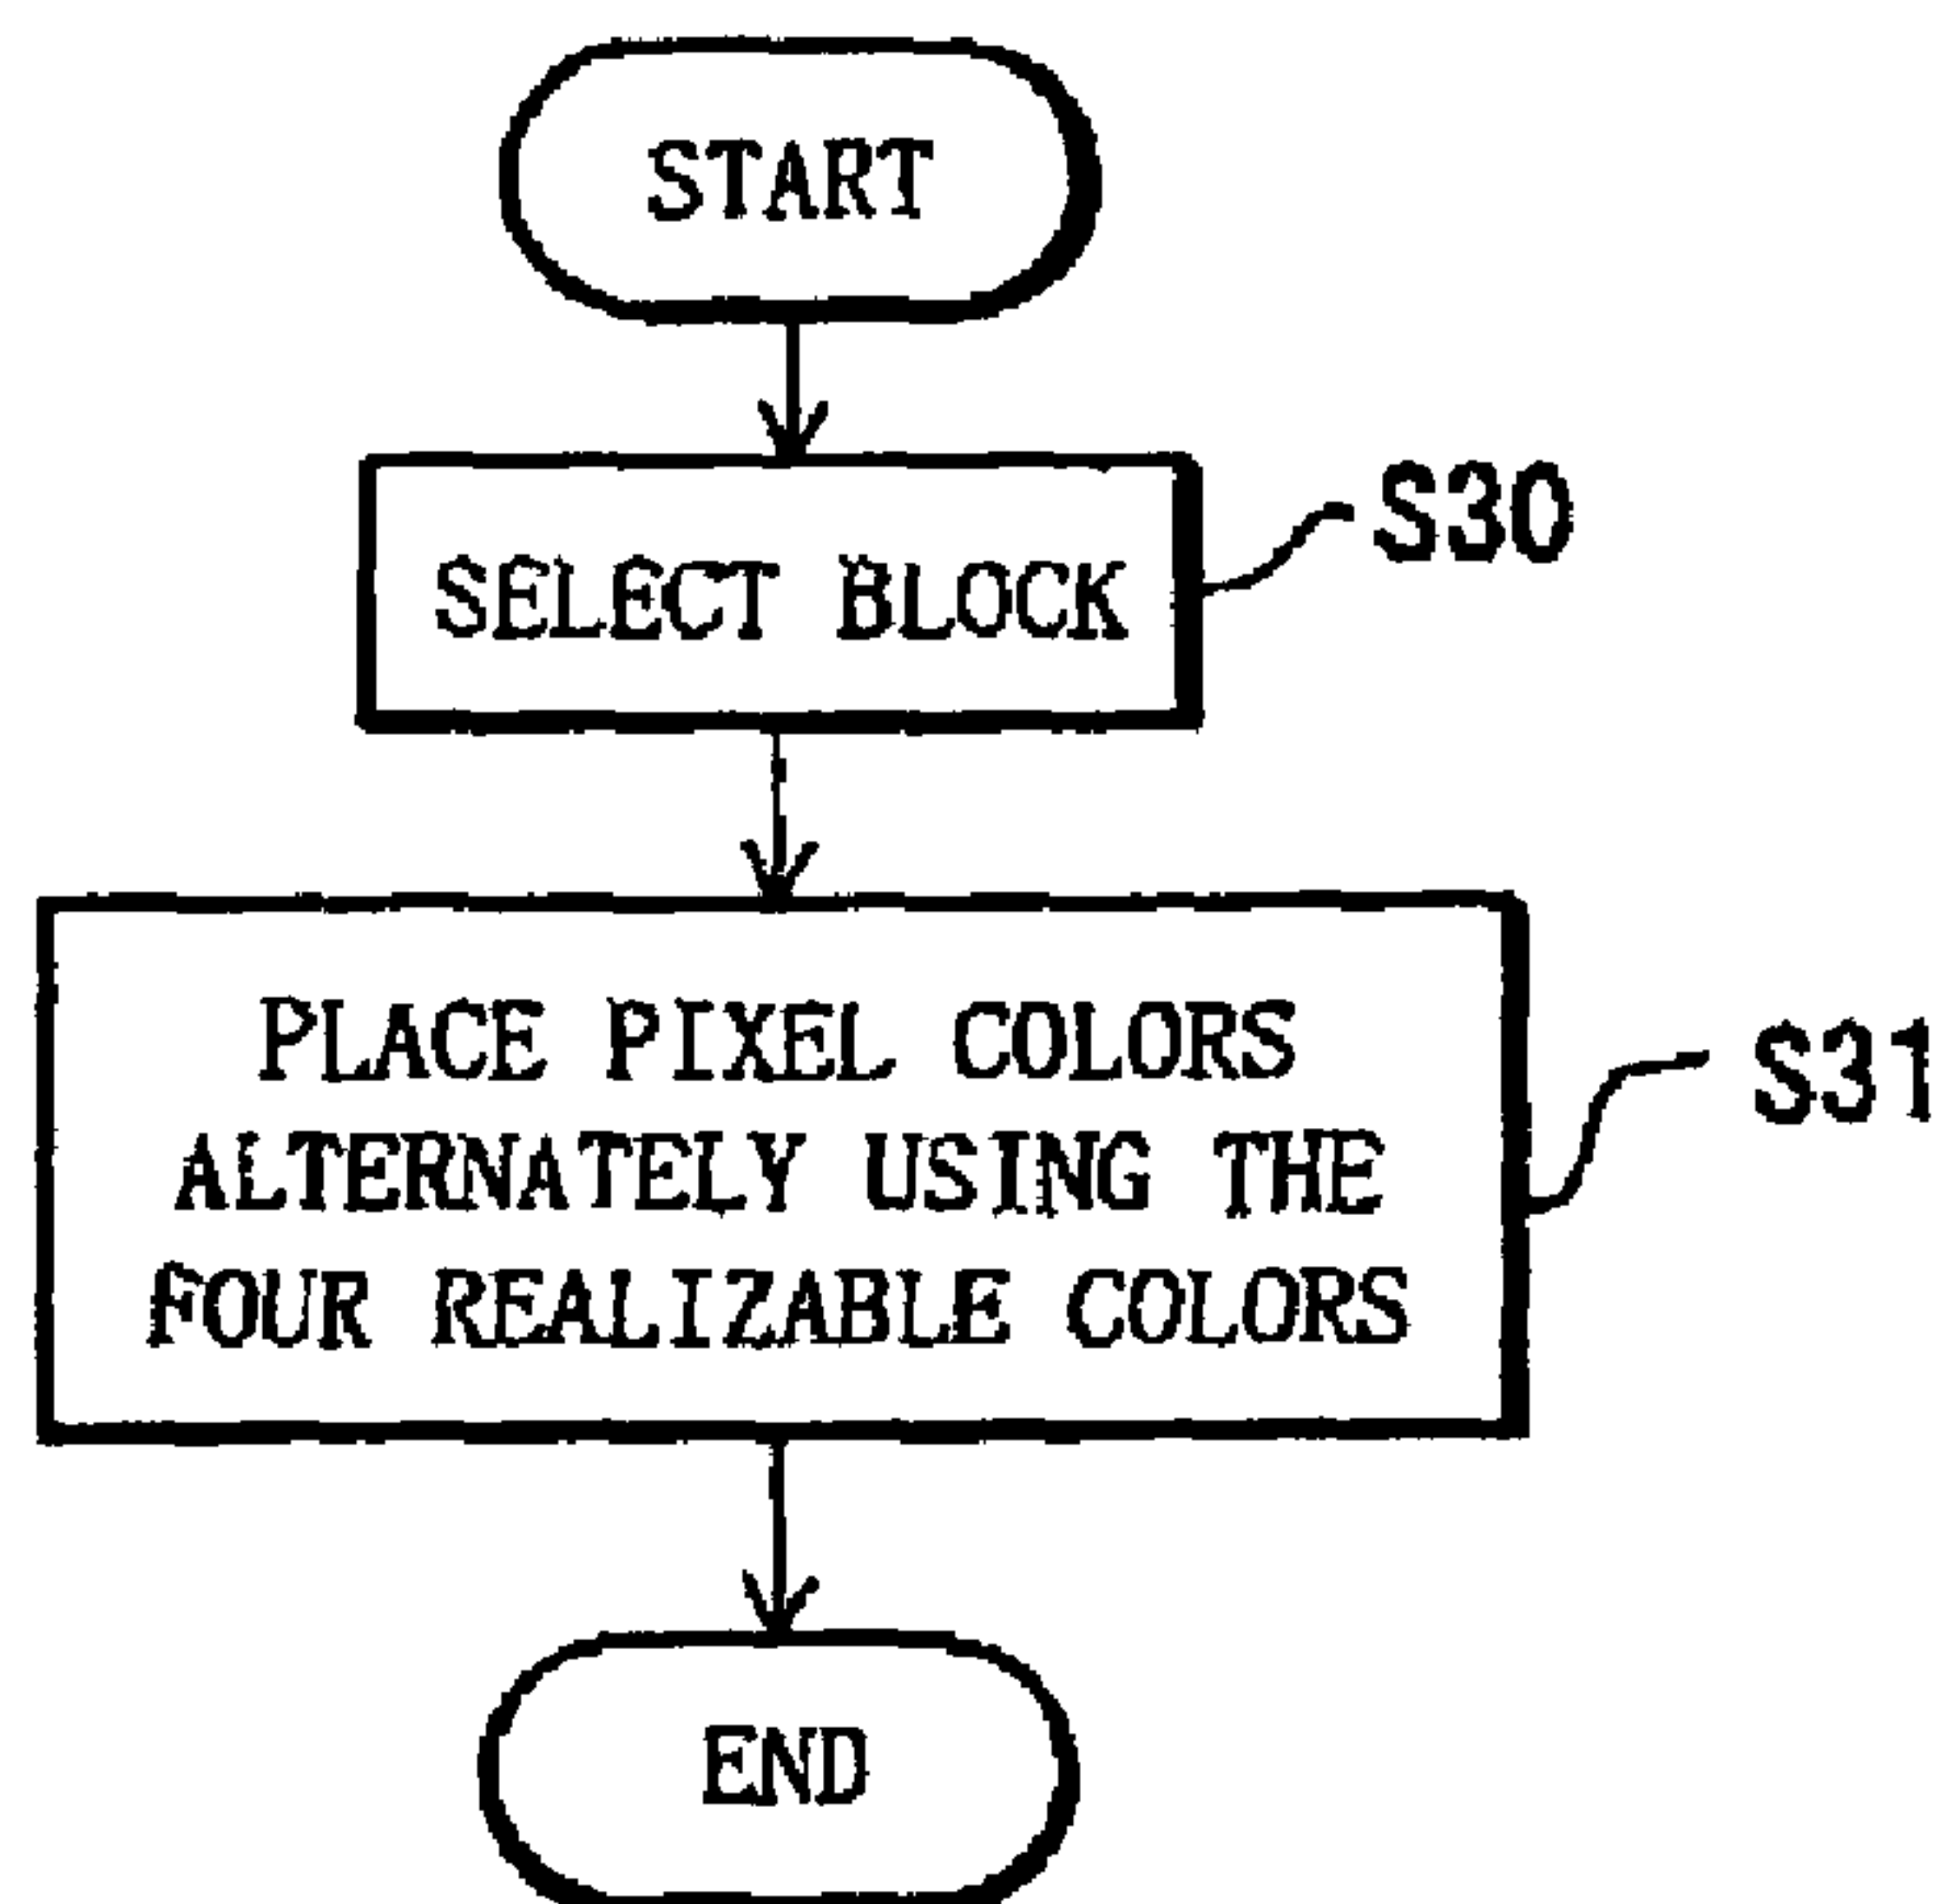 START
SELECT BLOCK
S30
PLACE PIXEL COLORS
ALTERNATELY USING THE
FOUR REALIZABLE COLORS
S31
END